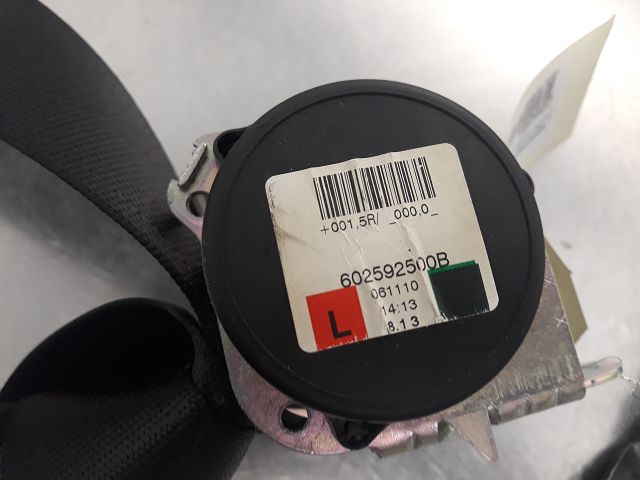 +001,5R/ _000,0_
602592500B
061110
14:13
8.13
L